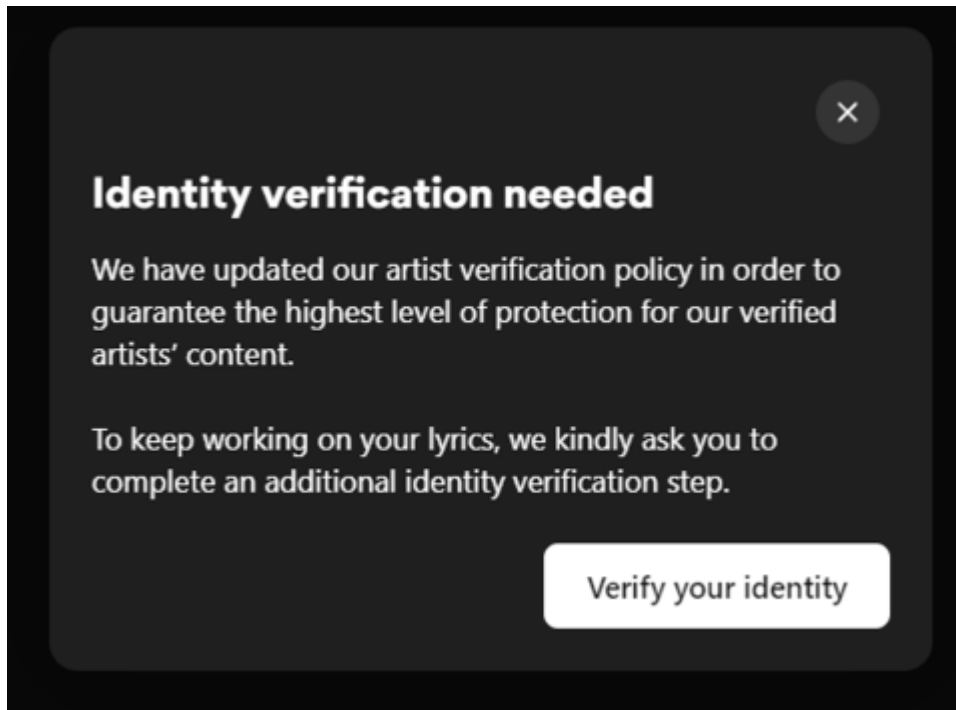 Identity verification needed
We have updated our artist verification policy in order to
guarantee the highest level of protection for our verified
artists’ content.
To keep working on your lyrics, we kindly ask you to
complete an additional identity verification step.
Verify your identity